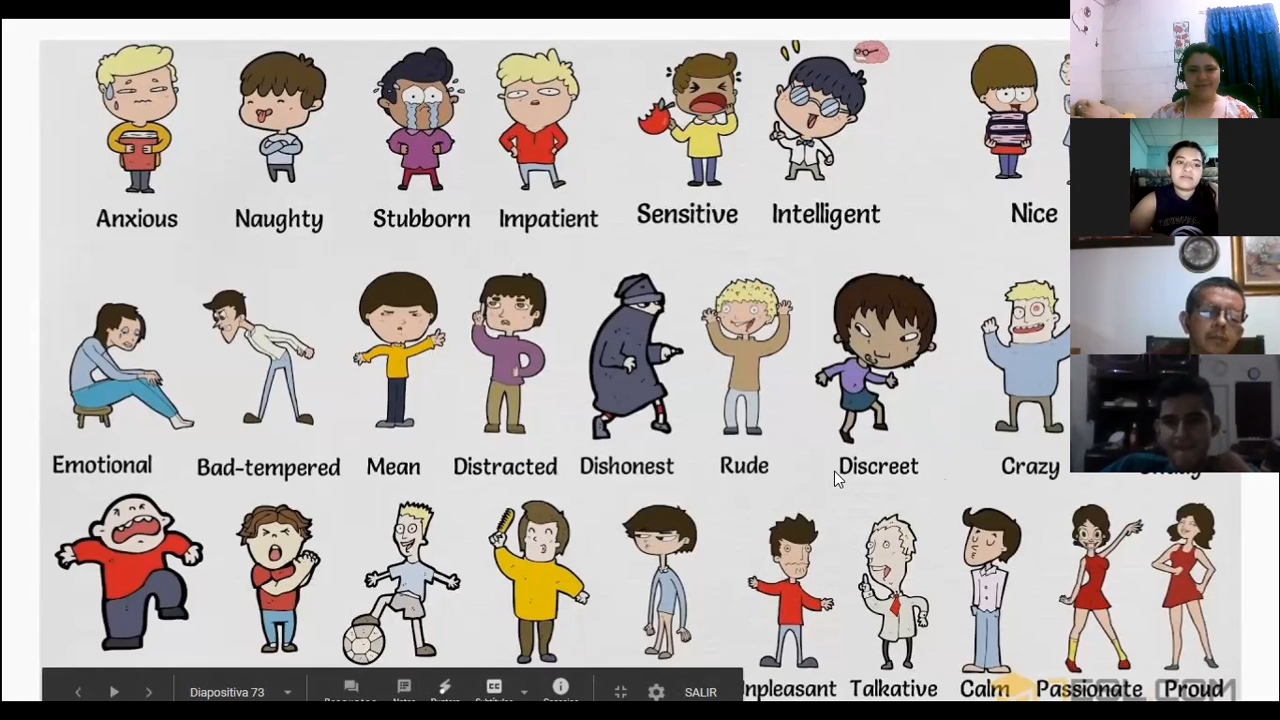 Anxious Naughty Stubborn Impatient Sensitive Intelligent Nice
Emotional Bad-tempered Mean Distracted Dishonest Rude Discreet Crazy
Talkative Calm Passionate Proud
Diapositiva 73 SALIR